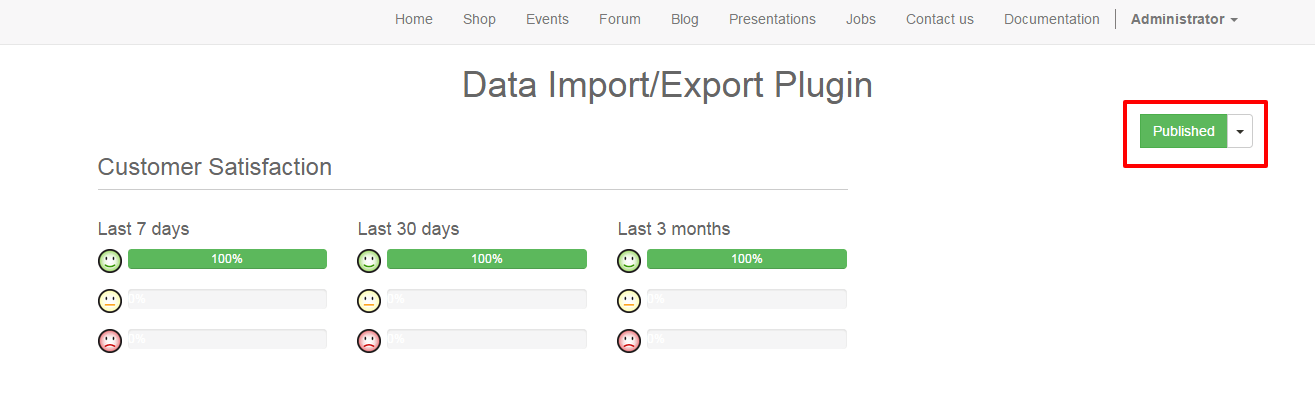 Home Shop Events Forum Blog Presentations Jobs Contact us Documentation Administrator
Data Import/Export Plugin
Published
Customer Satisfaction
Last 7 days Last 30 days Last 3 months
100% 100% 100%
0% 0% 0%
0% 0% 0%